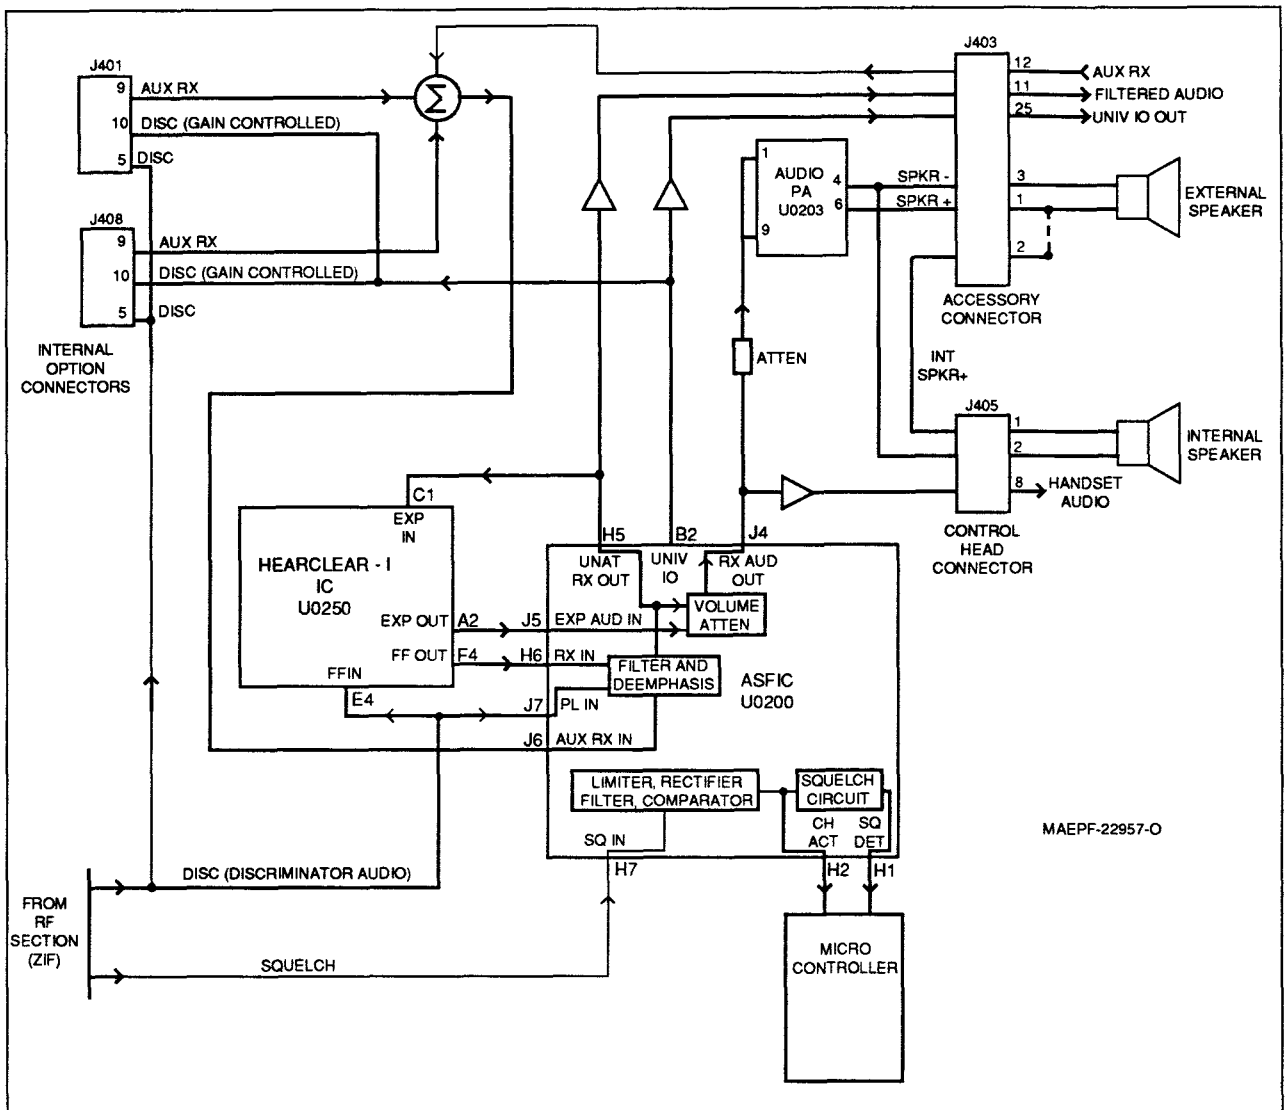 J401
9 AUX RX
10 DISC (GAIN CONTROLLED)
5 DISC
J408
9 AUX RX
10 DISC (GAIN CONTROLLED)
5 DISC
INTERNAL
OPTION
CONNECTORS
Σ
J403
12 AUX RX
11 FILTERED AUDIO
25 UNIV IO OUT
3
1
2
EXTERNAL
SPEAKER
ACCESSORY
CONNECTOR
1
9
AUDIO
PA
U0203
4
6
SPKR -
SPKR +
ATTEN
INT
SPKR+
J405
1
2
8
INTERNAL
SPEAKER
HANDSET
AUDIO
CONTROL
HEAD
CONNECTOR
C1
EXP
IN
HEARCLEAR - I
IC
U0250
EXP OUT A2
FF OUT F4
FFIN
E4
H5
B2
J4
UNAT
RX OUT
UNIV
IO
RX AUD
OUT
VOLUME
ATTEN
J5 EXP AUD IN
H6 RX IN
FILTER AND
DEEMPHASIS
ASFIC
U0200
J7 PL IN
J6 AUX RX IN
LIMITER, RECTIFIER
FILTER, COMPARATOR
SQUELCH
CIRCUIT
SQ IN
CH
ACT
SQ
DET
H7
H2
H1
MAEPF-22957-O
DISC (DISCRIMINATOR AUDIO)
FROM
RF
SECTION
(ZIF)
SQUELCH
MICRO
CONTROLLER